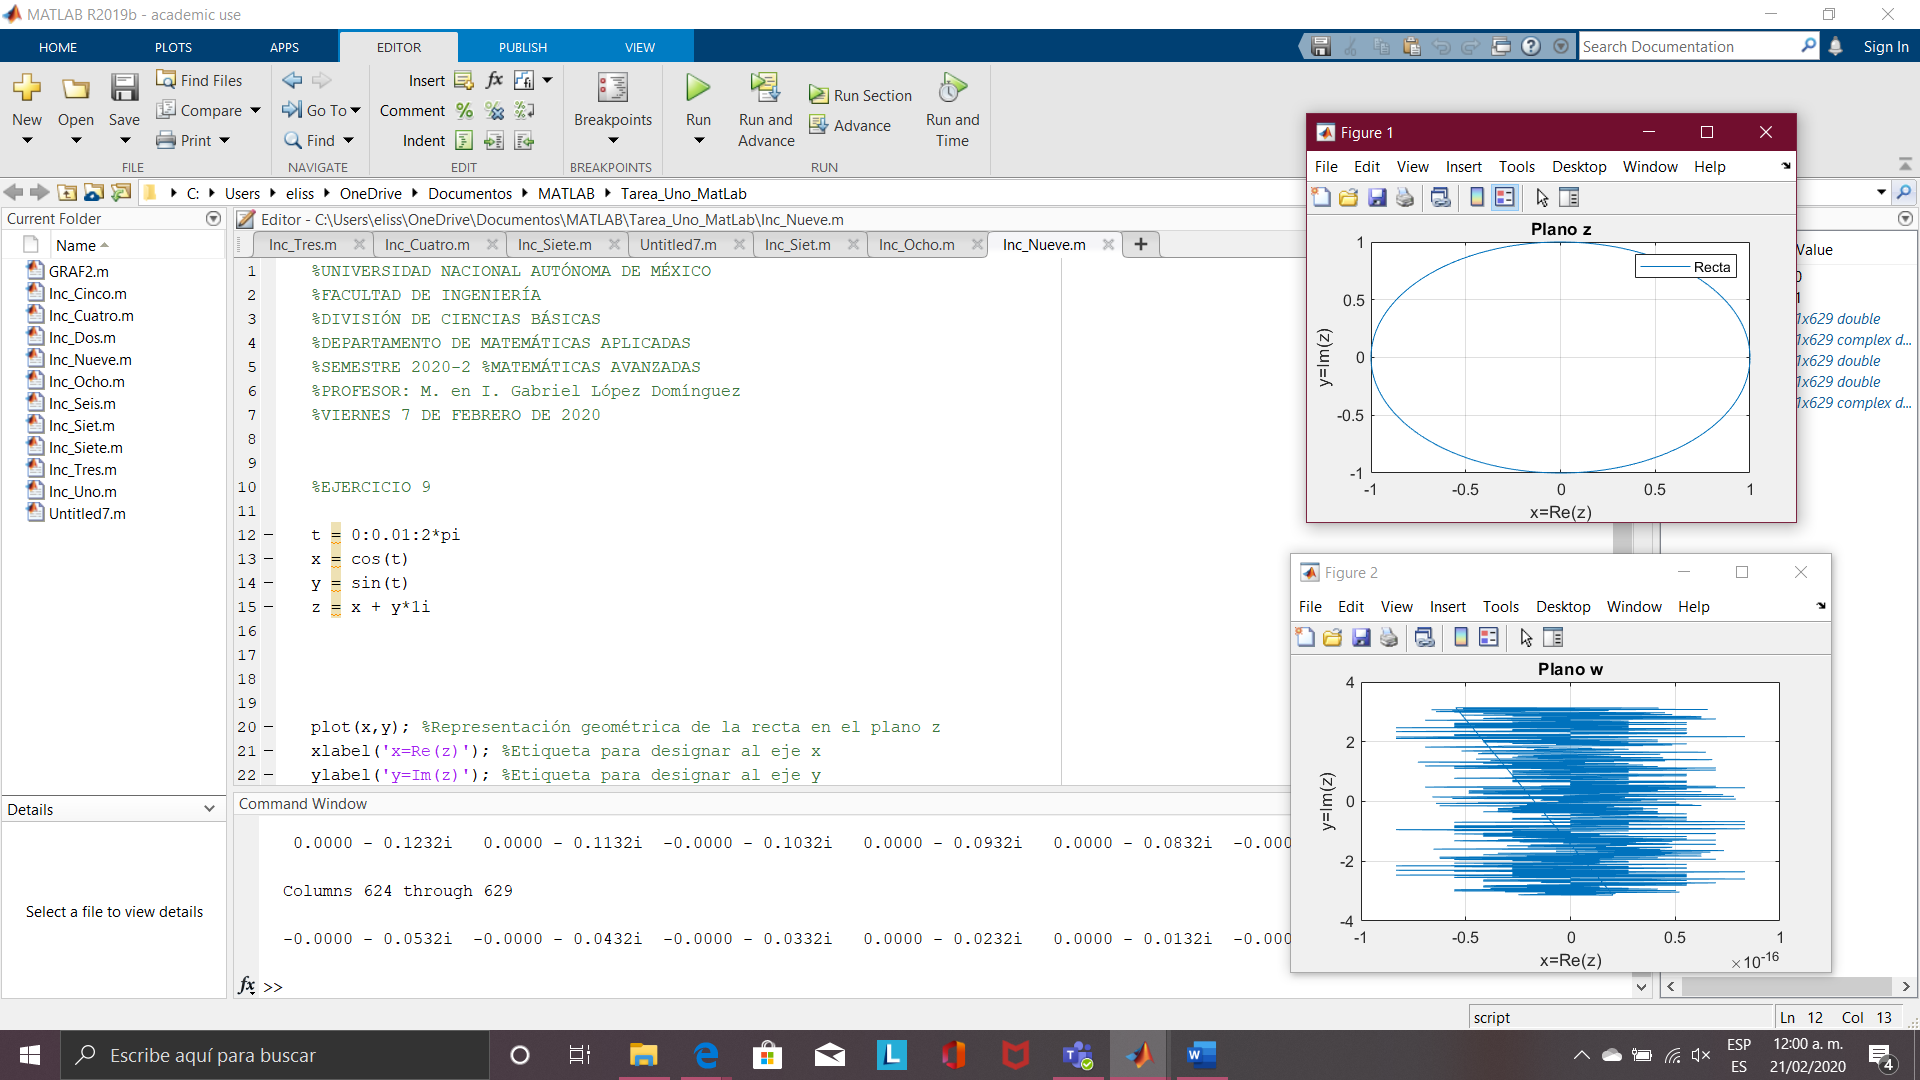 MATLAB R2019b - academic use
HOME PLOTS APPS EDITOR PUBLISH VIEW
Search Documentation Sign In
New Open Save
Find Files
Compare
Print
FILE
Go To
Find
NAVIGATE
Insert fx
Comment
Indent
EDIT
Breakpoints
BREAKPOINTS
Run
Run and Advance
Run Section
Advance
Run and Time
RUN
C: Users eliss OneDrive Documentos MATLAB Tarea_Uno_MatLab
Current Folder
Name
GRAF2.m
Inc_Cinco.m
Inc_Cuatro.m
Inc_Dos.m
Inc_Nueve.m
Inc_Ocho.m
Inc_Seis.m
Inc_Siet.m
Inc_Siete.m
Inc_Tres.m
Inc_Uno.m
Untitled7.m
Details
Select a file to view details
Editor - C:\Users\eliss\OneDrive\Documentos\MATLAB\Tarea_Uno_MatLab\Inc_Nueve.m
Inc_Tres.m Inc_Cuatro.m Inc_Siete.m Untitled7.m Inc_Siet.m Inc_Ocho.m Inc_Nueve.m
1 %UNIVERSIDAD NACIONAL AUTÓNOMA DE MÉXICO
2 %FACULTAD DE INGENIERÍA
3 %DIVISIÓN DE CIENCIAS BÁSICAS
4 %DEPARTAMENTO DE MATEMÁTICAS APLICADAS
5 %SEMESTRE 2020-2 %MATEMÁTICAS AVANZADAS
6 %PROFESOR: M. en I. Gabriel López Domínguez
7 %VIERNES 7 DE FEBRERO DE 2020
8
9
10 %EJERCICIO 9
11
12 - t = 0:0.01:2*pi
13 - x = cos(t)
14 - y = sin(t)
15 - z = x + y*1i
16
17
18
19
20 - plot(x,y); %Representación geométrica de la recta en el plano z
21 - xlabel('x=Re(z)'); %Etiqueta para designar al eje x
22 - ylabel('y=Im(z)'); %Etiqueta para designar al eje y
Command Window
0.0000 - 0.1232i 0.0000 - 0.1132i -0.0000 - 0.1032i 0.0000 - 0.0932i 0.0000 - 0.0832i -0.000
Columns 624 through 629
-0.0000 - 0.0532i -0.0000 - 0.0432i -0.0000 - 0.0332i 0.0000 - 0.0232i 0.0000 - 0.0132i -0.000
fx >>
Figure 1
File Edit View Insert Tools Desktop Window Help
Plano z
Recta
1
0.5
0
-0.5
-1
y=Im(z)
-1 -0.5 0 0.5 1
x=Re(z)
Value
0
1
1x629 double
1x629 complex d...
1x629 double
1x629 double
1x629 complex d...
Figure 2
File Edit View Insert Tools Desktop Window Help
Plano w
4
2
0
-2
-4
y=Im(z)
-1 -0.5 0 0.5 1
x=Re(z)
×10-16
script Ln 12 Col 13
Escribe aquí para buscar
L
ESP
ES
12:00 a. m.
21/02/2020
4